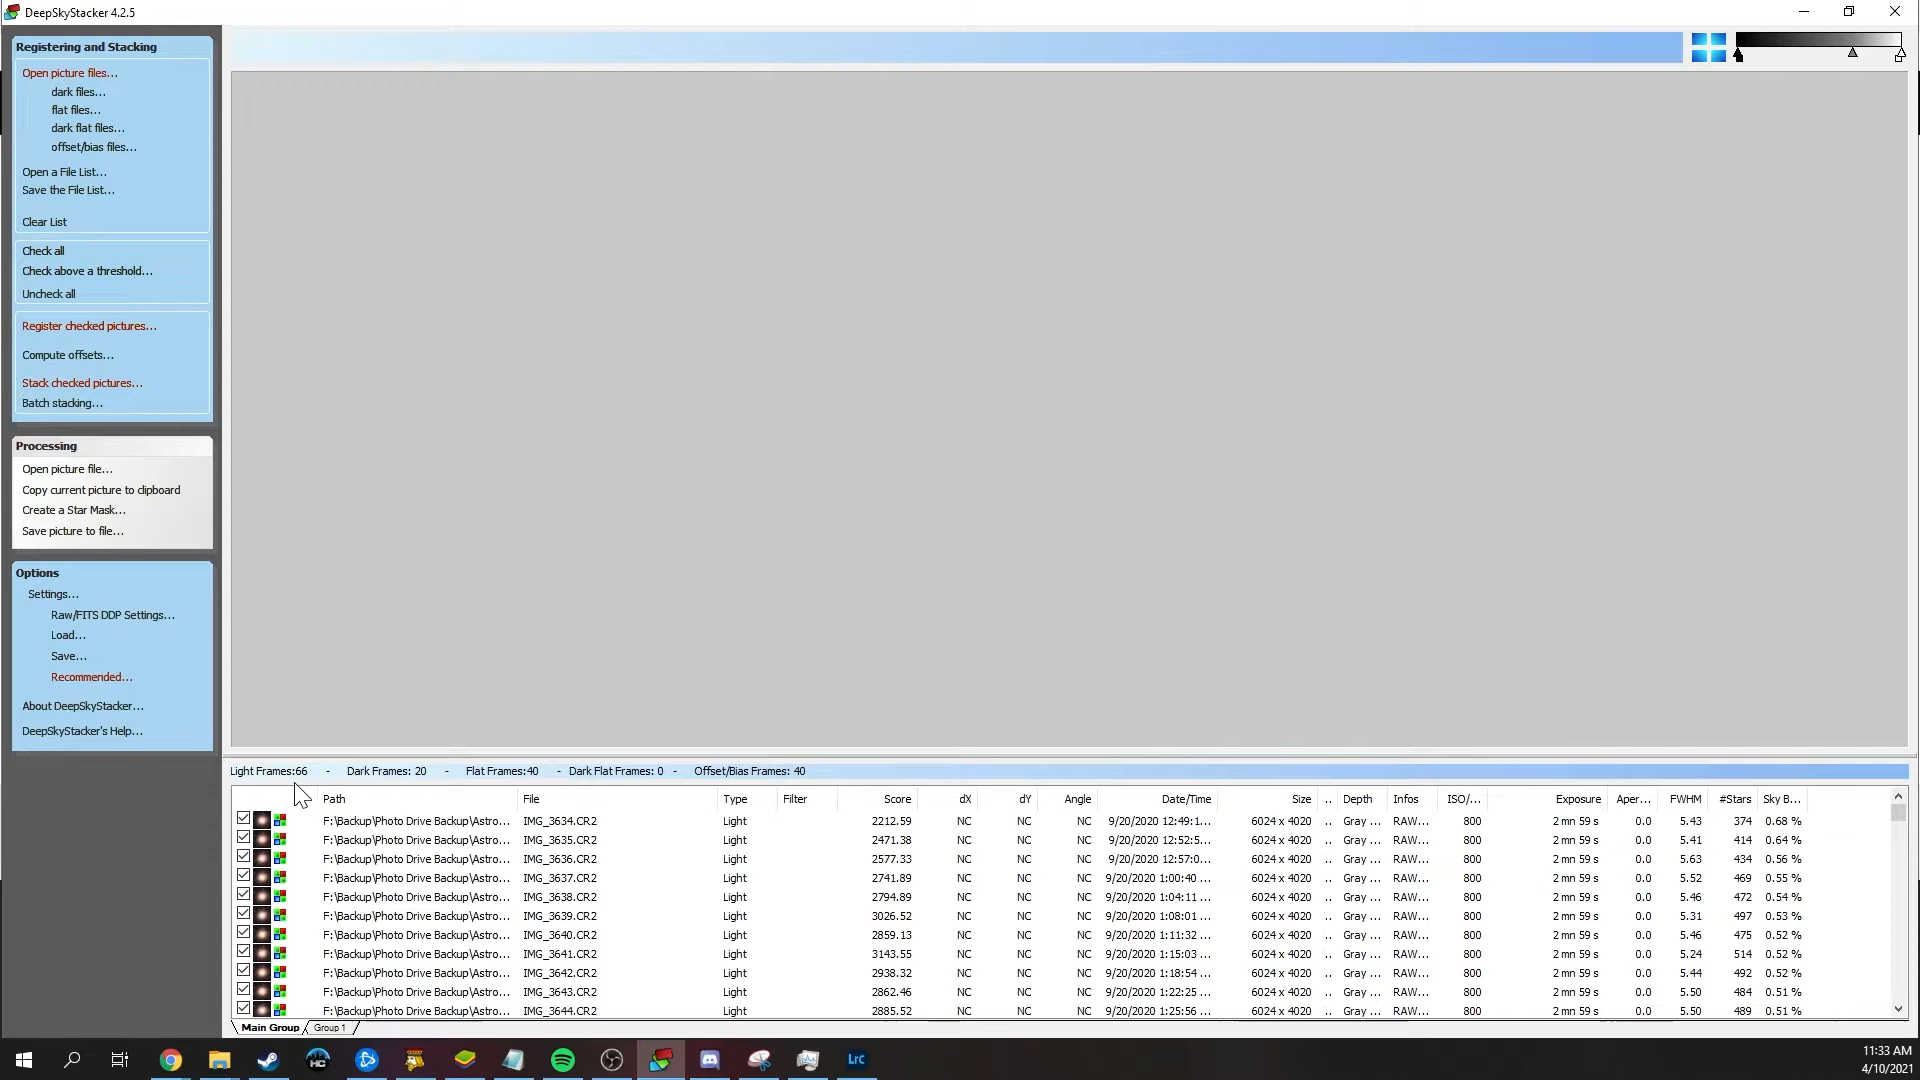 DeepSkyStacker 4.2.5
Registering and Stacking
Open picture files...
dark files...
flat files...
dark flat files...
offset/bias files...
Open a File List...
Save the File List...
Clear List
Check all
Check above a threshold...
Uncheck all
Register checked pictures...
Compute offsets...
Stack checked pictures...
Batch stacking...
Processing
Open picture file...
Copy current picture to clipboard
Create a Star Mask...
Save picture to file...
Options
Settings...
Raw/FITS DDP Settings...
Load...
Save...
Recommended...
About DeepSkyStacker...
DeepSkyStacker's Help...
Light Frames:66 - Dark Frames: 20 - Flat Frames:40 - Dark Flat Frames: 0 - Offset/Bias Frames: 40
Path File Type Filter Score dX dY Angle Date/Time Size .. Depth Infos ISO/... Exposure Aper... FWHM #Stars Sky B...
F:\Backup\Photo Drive Backup\Astro... IMG_3634.CR2 Light 2212.59 NC NC NC 9/20/2020 12:49:1... 6024 x 4020 .. Gray ... RAW... 800 2 mn 59 s 0.0 5.43 374 0.68 %
F:\Backup\Photo Drive Backup\Astro... IMG_3635.CR2 Light 2471.38 NC NC NC 9/20/2020 12:52:5... 6024 x 4020 .. Gray ... RAW... 800 2 mn 59 s 0.0 5.41 414 0.64 %
F:\Backup\Photo Drive Backup\Astro... IMG_3636.CR2 Light 2577.33 NC NC NC 9/20/2020 12:57:0... 6024 x 4020 .. Gray ... RAW... 800 2 mn 59 s 0.0 5.63 434 0.56 %
F:\Backup\Photo Drive Backup\Astro... IMG_3637.CR2 Light 2741.89 NC NC NC 9/20/2020 1:00:40 ... 6024 x 4020 .. Gray ... RAW... 800 2 mn 59 s 0.0 5.52 469 0.55 %
F:\Backup\Photo Drive Backup\Astro... IMG_3638.CR2 Light 2794.89 NC NC NC 9/20/2020 1:04:11 ... 6024 x 4020 .. Gray ... RAW... 800 2 mn 59 s 0.0 5.46 472 0.54 %
F:\Backup\Photo Drive Backup\Astro... IMG_3639.CR2 Light 3026.52 NC NC NC 9/20/2020 1:08:01 ... 6024 x 4020 .. Gray ... RAW... 800 2 mn 59 s 0.0 5.31 497 0.53 %
F:\Backup\Photo Drive Backup\Astro... IMG_3640.CR2 Light 2859.13 NC NC NC 9/20/2020 1:11:32 ... 6024 x 4020 .. Gray ... RAW... 800 2 mn 59 s 0.0 5.46 475 0.52 %
F:\Backup\Photo Drive Backup\Astro... IMG_3641.CR2 Light 3143.55 NC NC NC 9/20/2020 1:15:03 ... 6024 x 4020 .. Gray ... RAW... 800 2 mn 59 s 0.0 5.24 514 0.52 %
F:\Backup\Photo Drive Backup\Astro... IMG_3642.CR2 Light 2938.32 NC NC NC 9/20/2020 1:18:54 ... 6024 x 4020 .. Gray ... RAW... 800 2 mn 59 s 0.0 5.44 492 0.52 %
F:\Backup\Photo Drive Backup\Astro... IMG_3643.CR2 Light 2862.46 NC NC NC 9/20/2020 1:22:25 ... 6024 x 4020 .. Gray ... RAW... 800 2 mn 59 s 0.0 5.50 484 0.51 %
F:\Backup\Photo Drive Backup\Astro... IMG_3644.CR2 Light 2885.52 NC NC NC 9/20/2020 1:25:56 ... 6024 x 4020 .. Gray ... RAW... 800 2 mn 59 s 0.0 5.50 489 0.51 %
Main Group Group 1
HC
Lrc
11:33 AM
4/10/2021